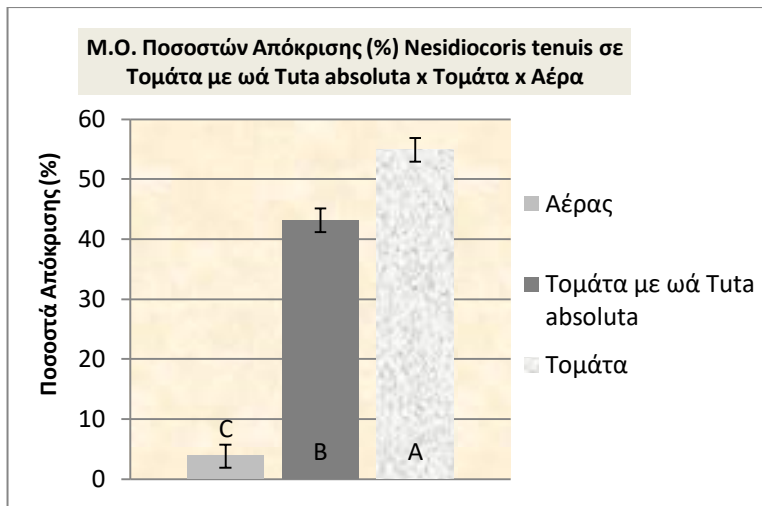 Μ.Ο. Ποσοστών Απόκρισης (%) Nesidiocoris tenuis σε
Τομάτα με ωά Tuta absoluta x Τομάτα x Αέρα
Ποσοστά Απόκρισης (%)
60
50
40
30
20
10
0
C
B
A
Αέρας
Τομάτα με ωά Tuta
absoluta
Τομάτα